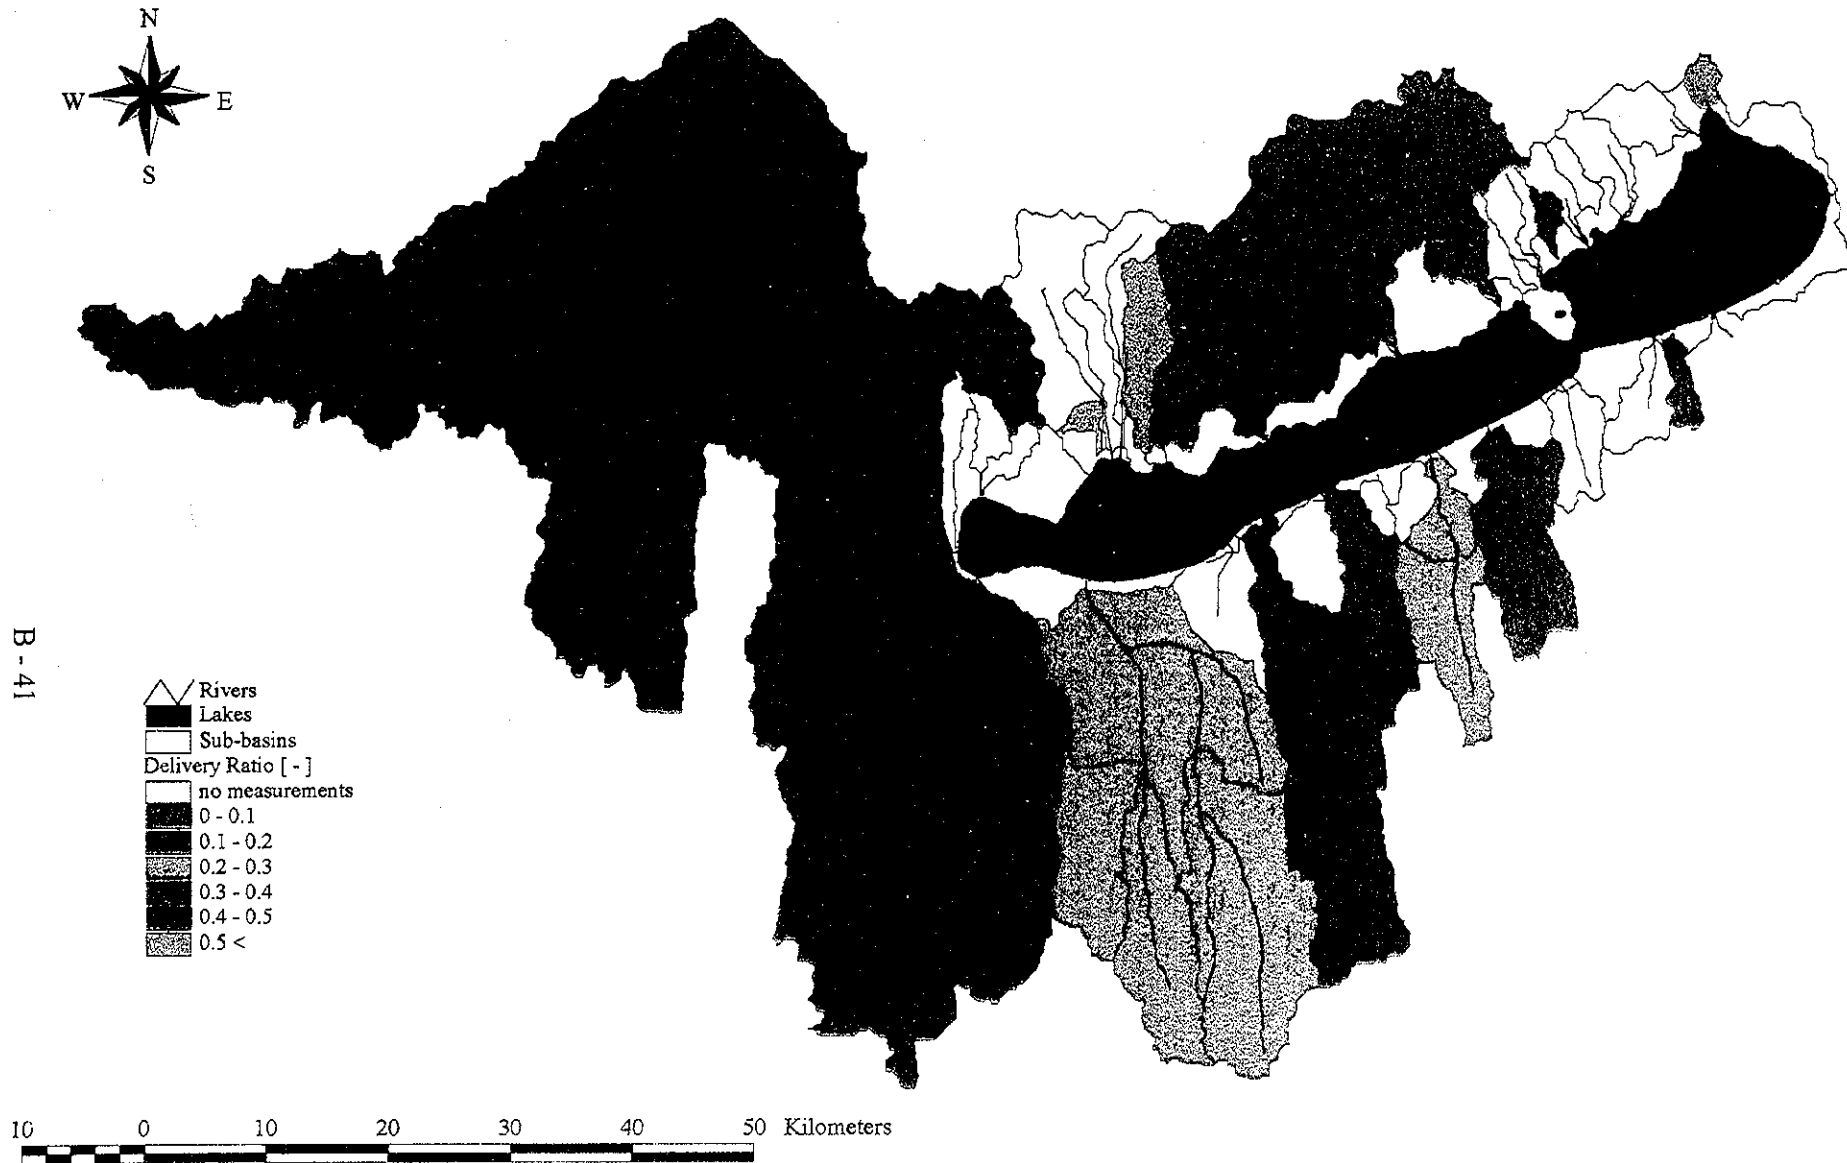 N
W E
S
B - 41
Rivers
Lakes
Sub-basins
Delivery Ratio [ - ]
no measurements
0 - 0.1
0.1 - 0.2
0.2 - 0.3
0.3 - 0.4
0.4 - 0.5
0.5 <
10 0 10 20 30 40 50 Kilometers